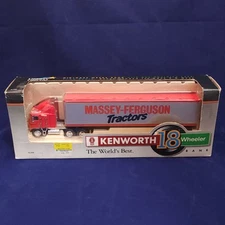 MASSEY-FERGUSON
Tractors
KENWORTH
18
Wheeler
The World's Best.